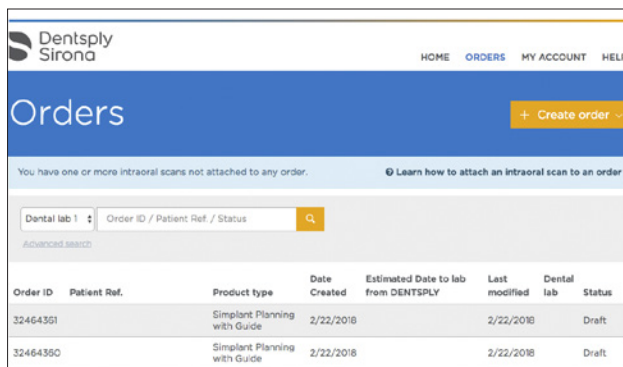 Dentsply
Sirona
HOME ORDERS MY ACCOUNT HELP
Orders
+ Create order
You have one or more intraoral scans not attached to any order.
Learn how to attach an intraoral scan to an order
Dental lab 1 Order ID / Patient Ref. / Status
Advanced search
Order ID Patient Ref. Product type Date Created Estimated Date to lab from DENTSPLY Last modified Dental lab Status
32464361 Simplant Planning with Guide 2/22/2018 2/22/2018 Draft
32464360 Simplant Planning with Guide 2/22/2018 2/22/2018 Draft